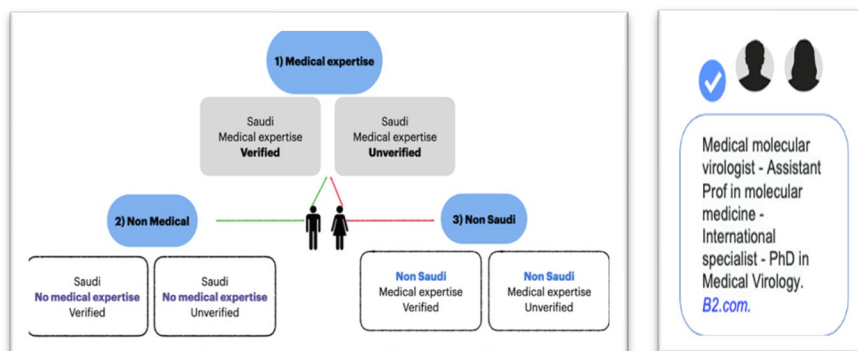 1) Medical expertise
Saudi
Medical expertise
Verified
Saudi
Medical expertise
Unverified
2) Non Medical
3) Non Saudi
Saudi
No medical expertise
Verified
Saudi
No medical expertise
Unverified
Non Saudi
Medical expertise
Verified
Non Saudi
Medical expertise
Unverified
Medical molecular
virologist - Assistant
Prof in molecular
medicine -
International
specialist - PhD in
Medical Virology.
B2.com.